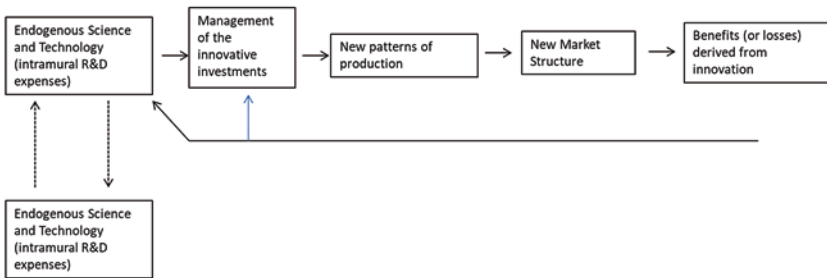 Endogenous Science
and Technology
(intramural R&D
expenses)
Management
of the
innovative
investments
New patterns of
production
New Market
Structure
Benefits (or losses)
derived from
innovation
Endogenous Science
and Technology
(intramural R&D
expenses)